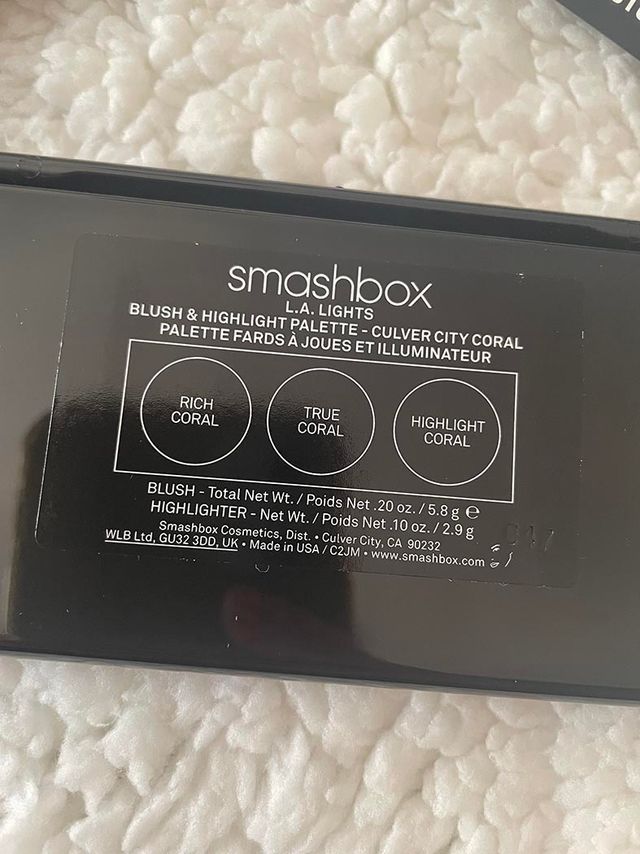 smashbox
L.A. LIGHTS
BLUSH & HIGHLIGHT PALETTE - CULVER CITY CORAL
PALETTE FARDS À JOUES ET ILLUMINATEUR
RICH
CORAL
TRUE
CORAL
HIGHLIGHT
CORAL
BLUSH - Total Net Wt. / Poids Net .20 oz. / 5.8 g ℮
HIGHLIGHTER - Net Wt. / Poids Net .10 oz. / 2.9 g
Smashbox Cosmetics, Dist. • Culver City, CA 90232
WLB Ltd, GU32 3DD, UK • Made in USA / C2JM • www.smashbox.com